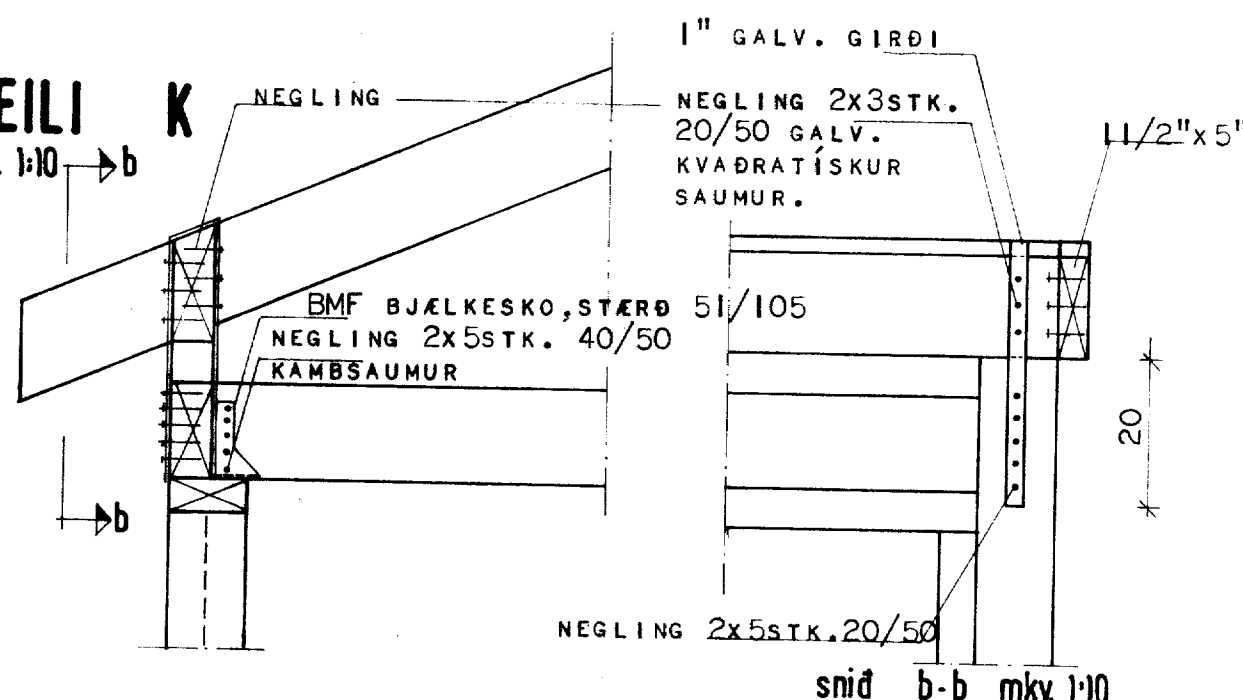 1" GALV. GIRÐI
EILI K
NEGLING
NEGLING 2x3STK.
20/50 GALV.
KVAÐRATÍSKUR
SAUMUR.
11/2"x5"
1:10
b
BMF BJÆLKESKO, STÆRÐ 51/105
NEGLING 2x5STK. 40/50
KAMBSAUMUR
20
b
NEGLING 2x5STK. 20/50
snið b-b mkv. 1:10